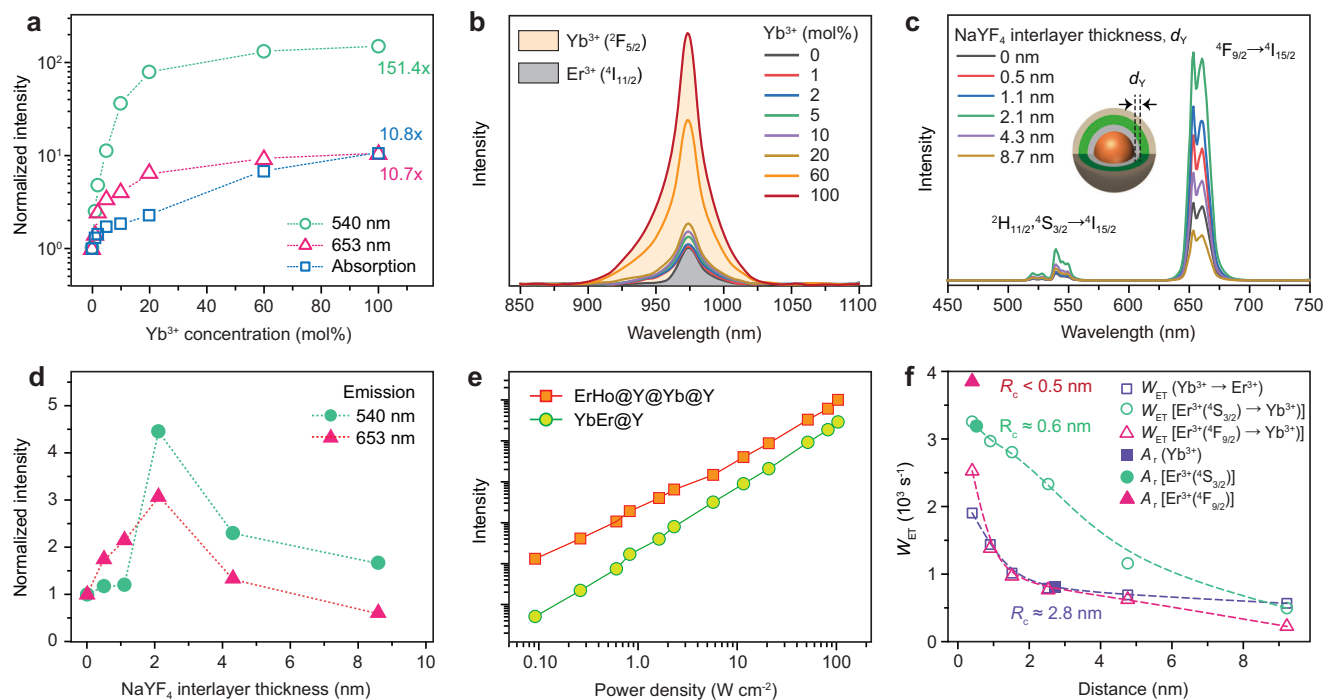 a
Normalized intensity
10²
10¹
10⁰
151.4x
10.8x
10.7x
540 nm
653 nm
Absorption
0 20 40 60 80 100
Yb³⁺ concentration (mol%)
b
Intensity
Yb³⁺ (²F₅/₂)
Er³⁺ (⁴I₁₁/₂)
Yb³⁺ (mol%)
0
1
2
5
10
20
60
100
850 900 950 1000 1050 1100
Wavelength (nm)
c
Intensity
NaYF₄ interlayer thickness, dY
0 nm
0.5 nm
1.1 nm
2.1 nm
4.3 nm
8.7 nm
dY
⁴F₉/₂→⁴I₁₅/₂
²H₁₁/₂,⁴S₃/₂→⁴I₁₅/₂
450 500 550 600 650 700 750
Wavelength (nm)
d
Normalized intensity
5
4
3
2
1
0
Emission
540 nm
653 nm
0 2 4 6 8 10
NaYF₄ interlayer thickness (nm)
e
Intensity
ErHo@Y@Yb@Y
YbEr@Y
0.10 1.0 10 100
Power density (W cm⁻²)
f
W_ET (10³ s⁻¹)
4
3
2
1
0
R_c < 0.5 nm
R_c ≈ 0.6 nm
R_c ≈ 2.8 nm
W_ET (Yb³⁺ → Er³⁺)
W_ET [Er³⁺(⁴S₃/₂) → Yb³⁺)]
W_ET [Er³⁺(⁴F₉/₂) → Yb³⁺)]
A_r (Yb³⁺)
A_r [Er³⁺(⁴S₃/₂)]
A_r [Er³⁺(⁴F₉/₂)]
0 2 4 6 8 10
Distance (nm)